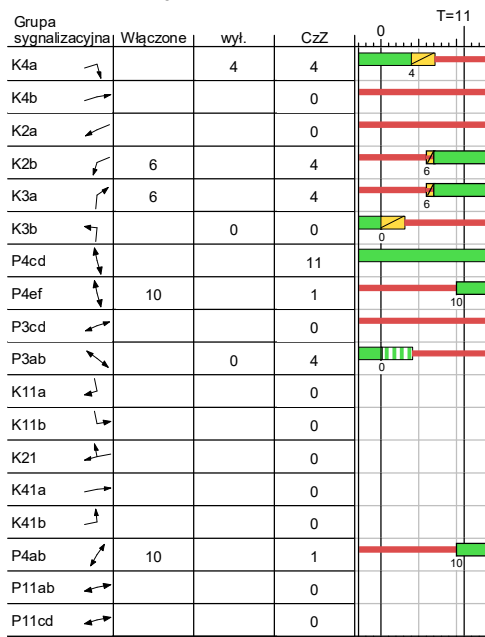 Grupa
sygnalizacyjna Włączone wył. CzZ 0 T=11
K4a 4 4 4
K4b 0
K2a 0
K2b 6 4 6
K3a 6 4 6
K3b 0 0 0
P4cd 11
P4ef 10 1 10
P3cd 0
P3ab 0 4 0
K11a 0
K11b 0
K21 0
K41a 0
K41b 0
P4ab 10 1 10
P11ab 0
P11cd 0